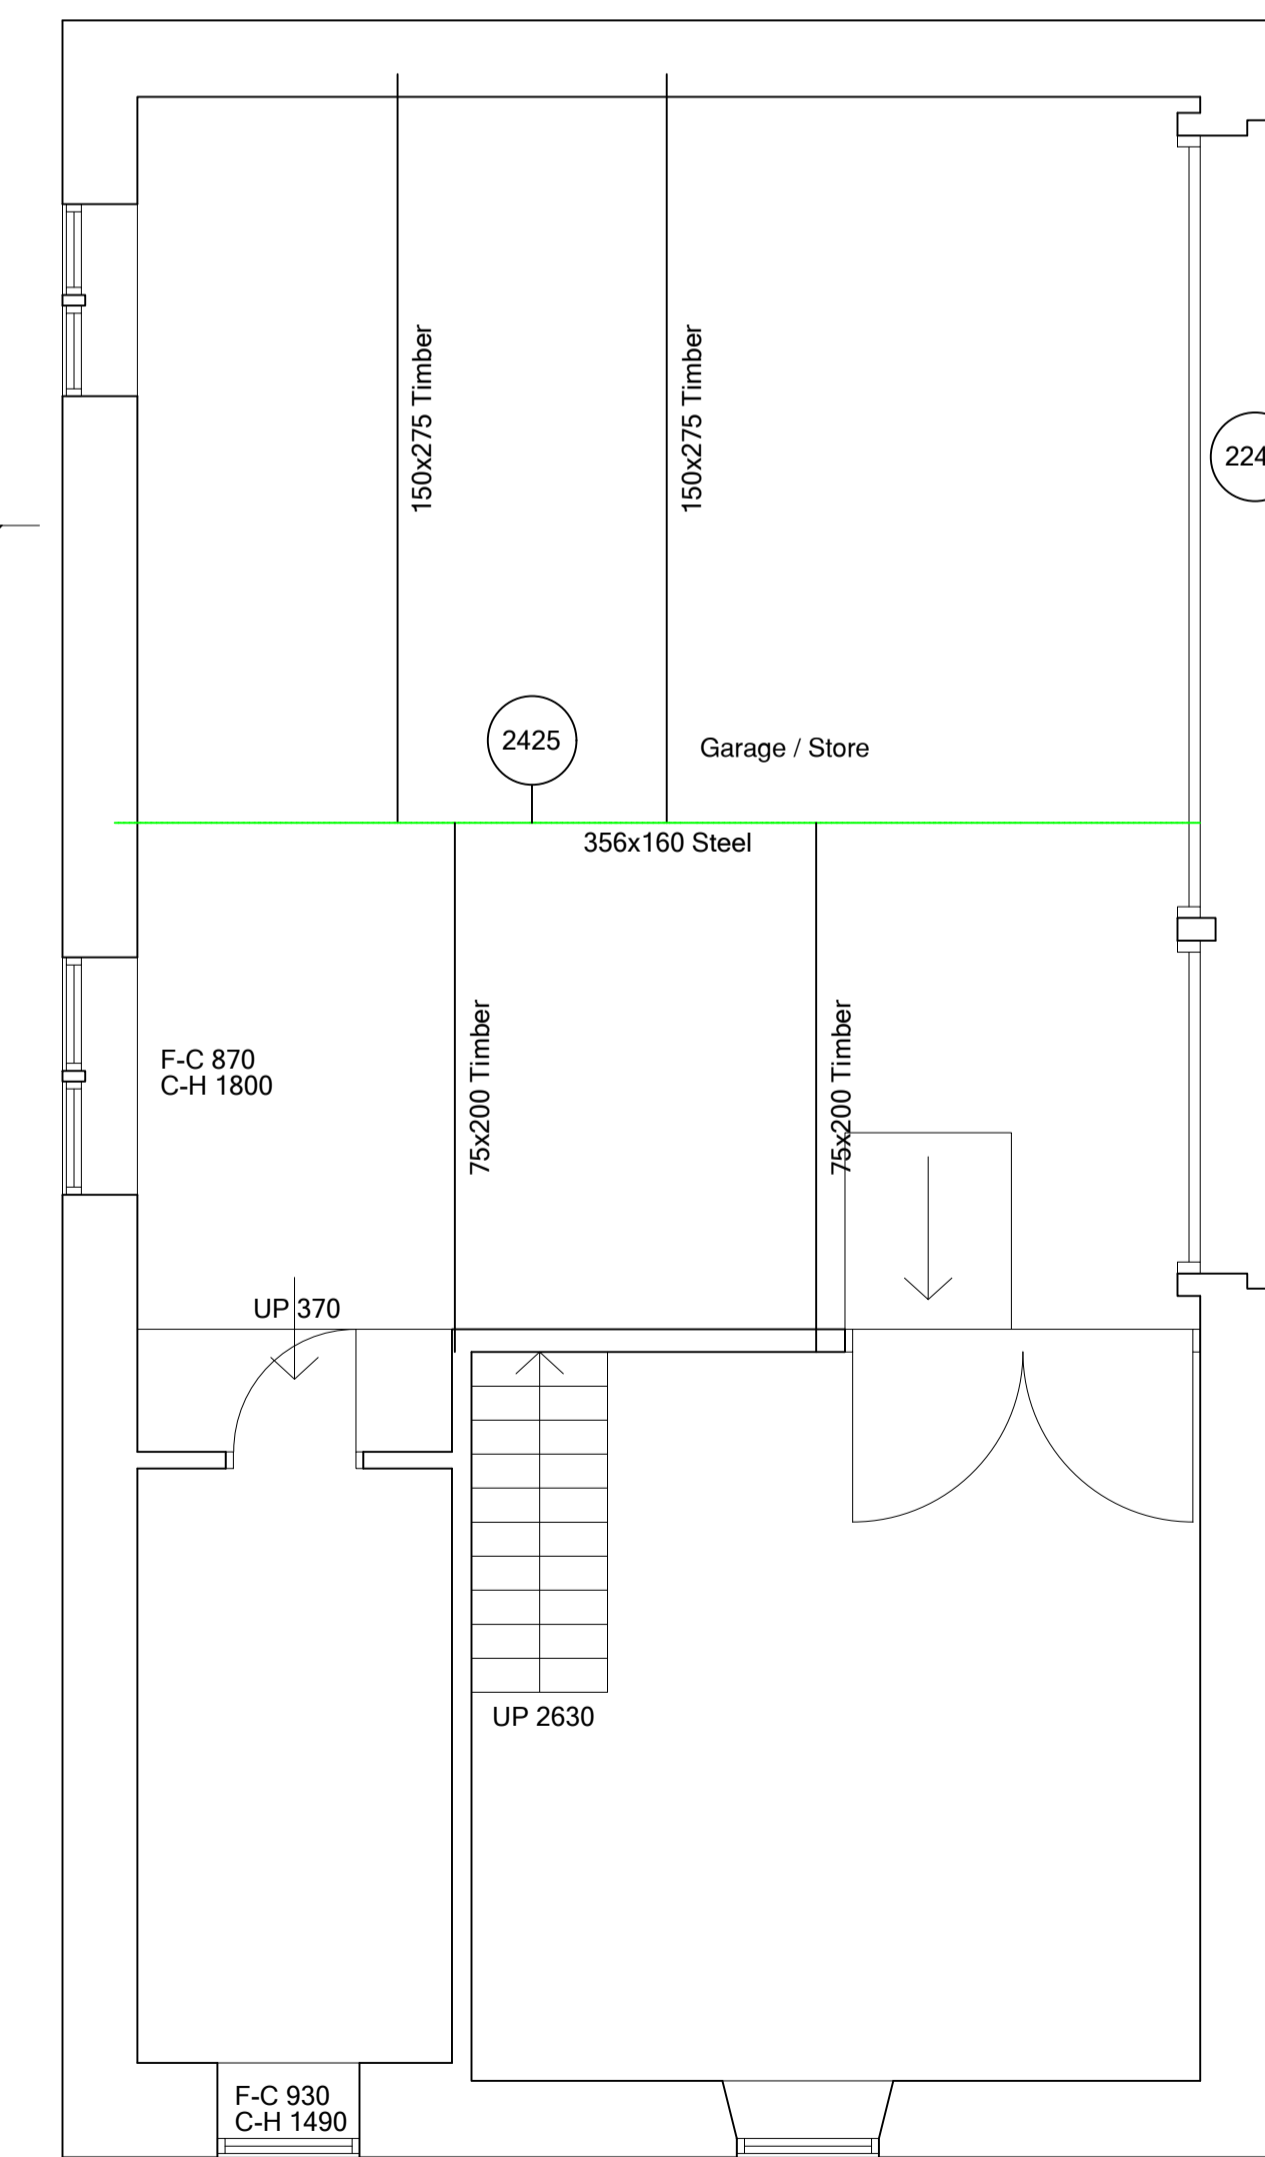 150x275 Timber
150x275 Timber
224
2425
Garage / Store
356x160 Steel
75x200 Timber
75x200 Timber
F-C 870
C-H 1800
UP 370
UP 2630
F-C 930
C-H 1490